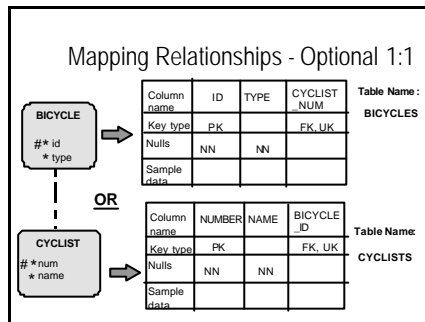 Mapping Relationships - Optional 1:1
BICYCLE
#* id
* type
Column name ID TYPE CYCLIST _NUM
Key type PK FK, UK
Nulls NN NN
Sample data
Table Name :
BICYCLES
OR
CYCLIST
# *num
* name
Column name NUMBER NAME BICYCLE _ID
Key type PK FK, UK
Nulls NN NN
Sample data
Table Name:
CYCLISTS